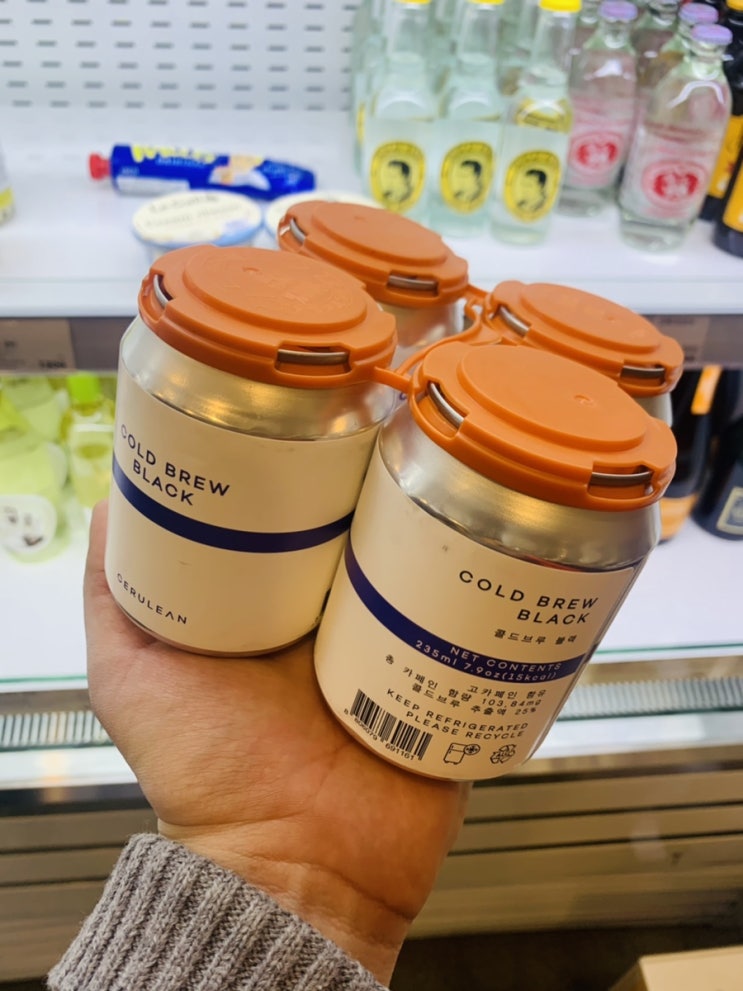 COLD BREW
BLACK
CERULEAN
COLD BREW
BLACK
콜드브루 블랙
NET CONTENTS
235ml 7.9oz(15kcal)
총 카페인 함량 103.84mg
고카페인 함유
콜드브루 추출액 25%
KEEP REFRIGERATED
PLEASE RECYCLE